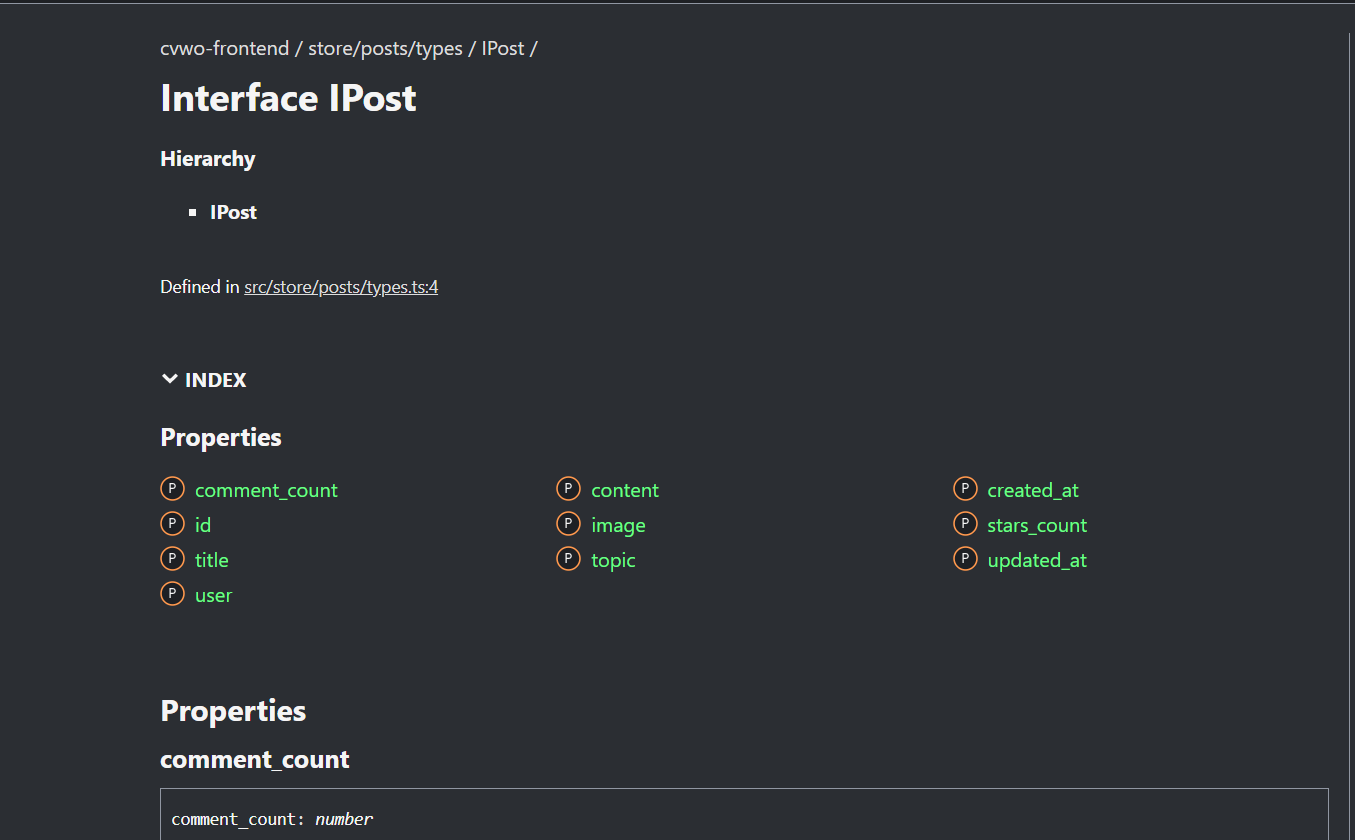 cvwo-frontend / store/posts/types / IPost /
Interface IPost
Hierarchy
IPost
Defined in src/store/posts/types.ts:4
INDEX
Properties
P comment_count P content P created_at
P id P image P stars_count
P title P topic P updated_at
P user
Properties
comment_count
comment_count: number